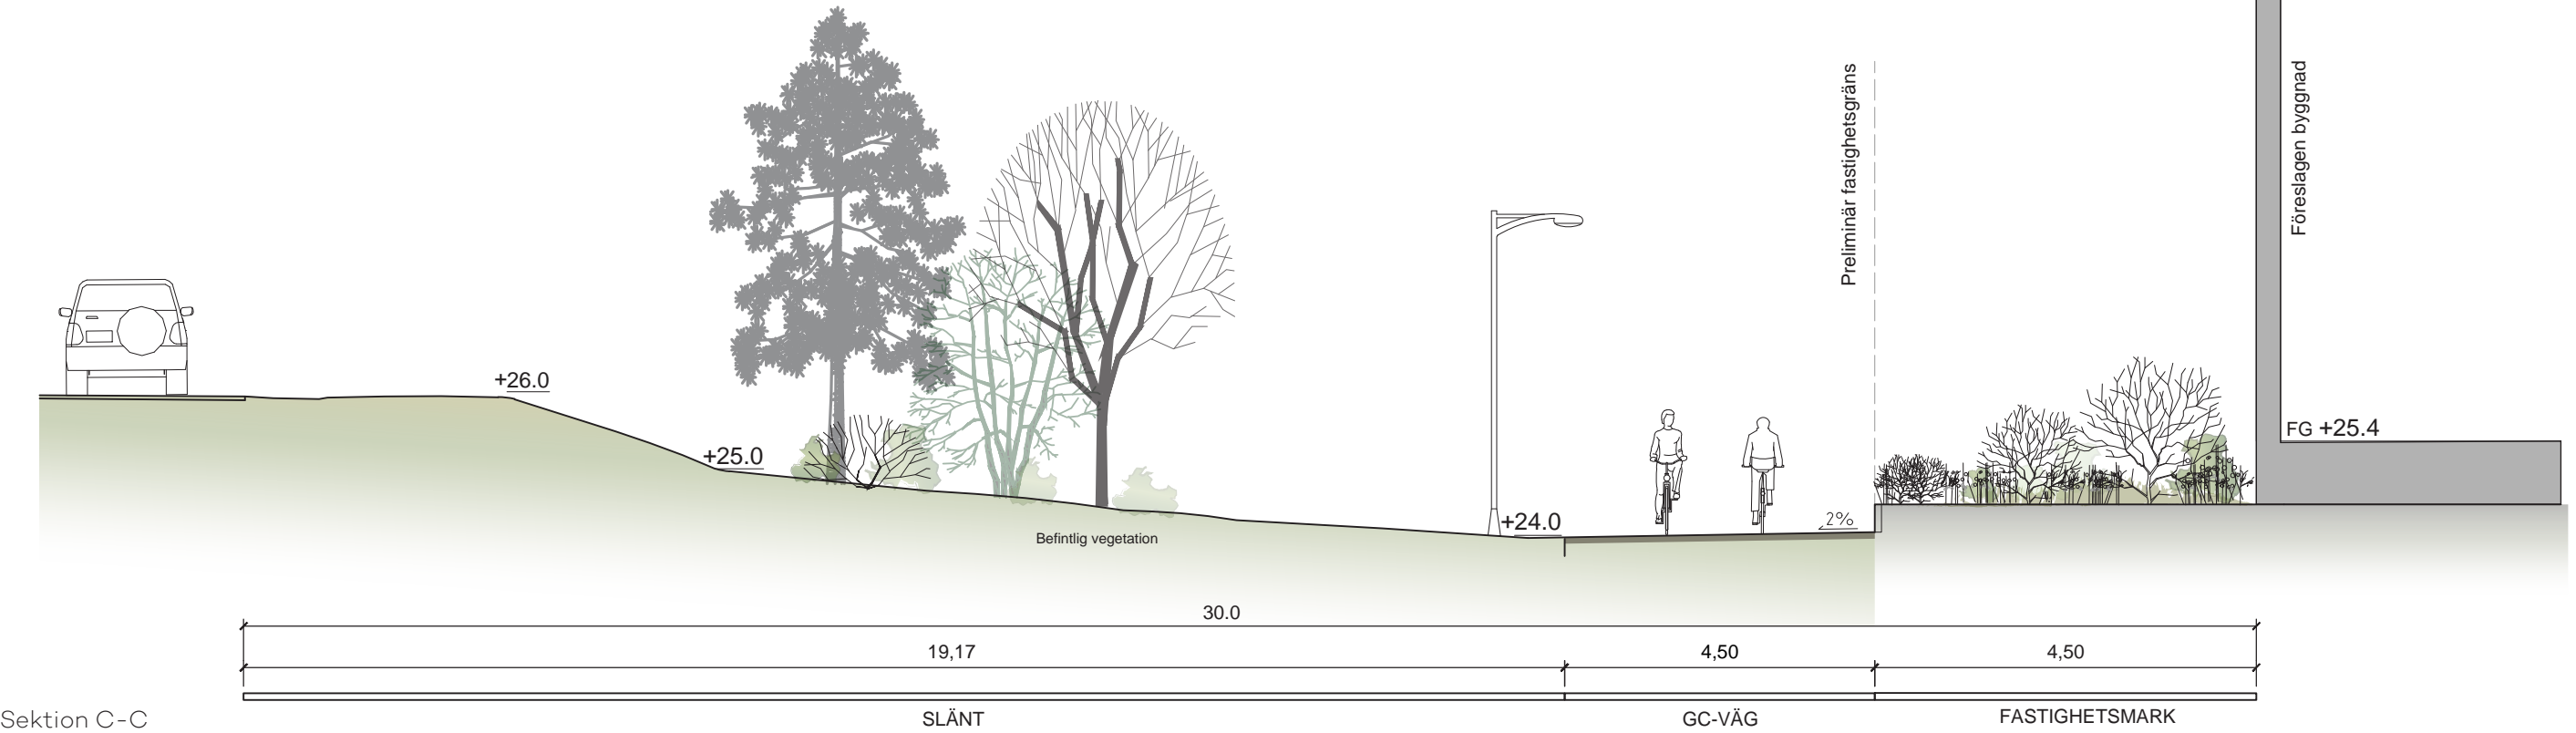 Preliminär fastighetsgräns
Föreslagen byggnad
+26.0
FG +25.4
+25.0
+24.0
2%
Befintlig vegetation
30.0
19,17
4,50
4,50
Sektion C-C
SLÄNT
GC-VÄG
FASTIGHETSMARK